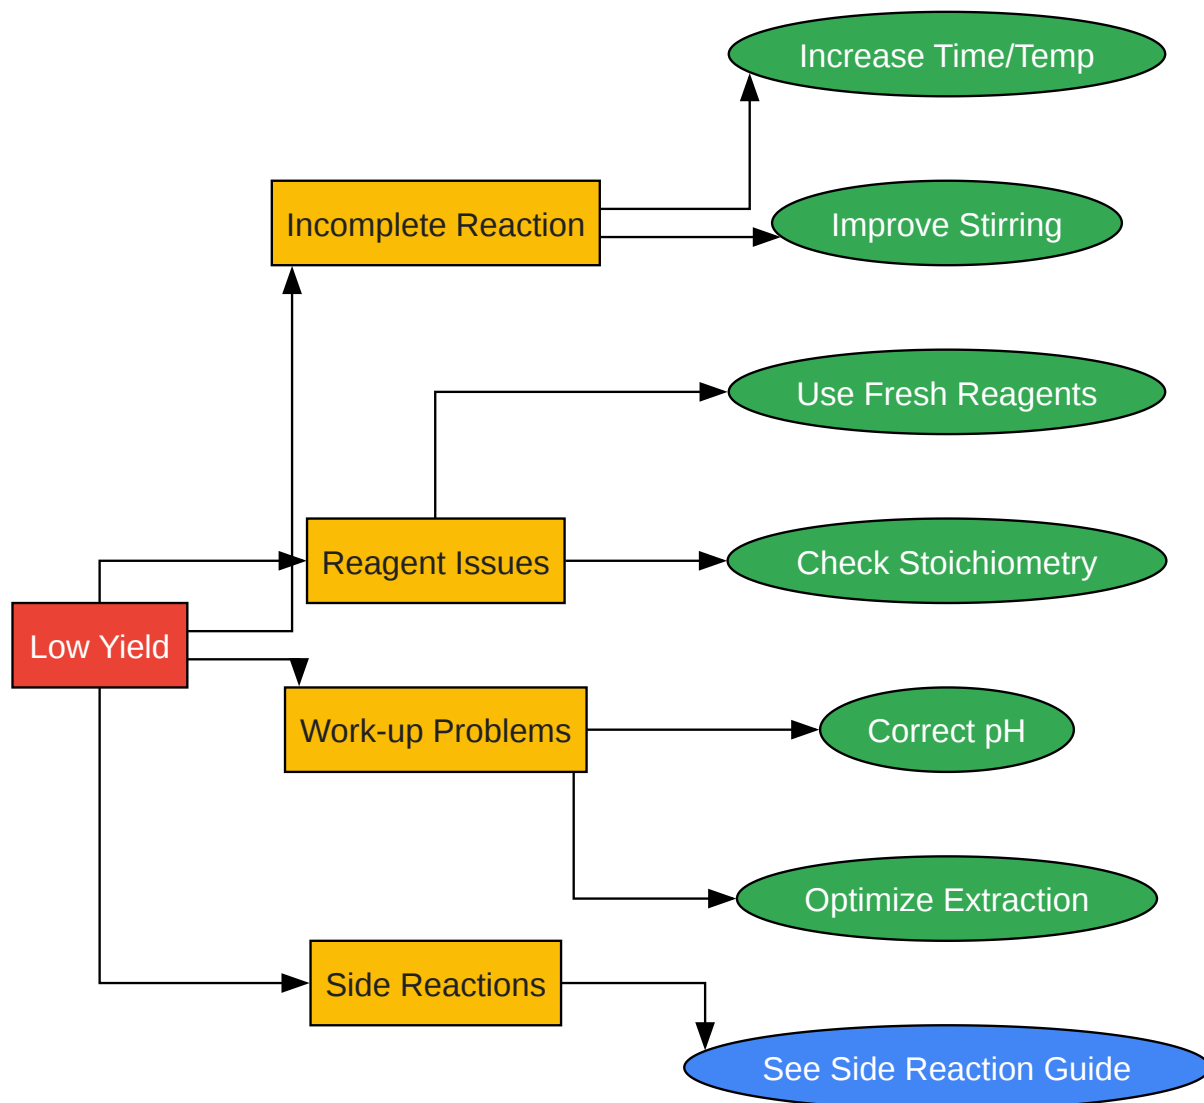 Increase Time/Temp
Incomplete Reaction
Improve Stirring
Use Fresh Reagents
Reagent Issues
Check Stoichiometry
Low Yield
Work-up Problems
Correct pH
Optimize Extraction
Side Reactions
See Side Reaction Guide